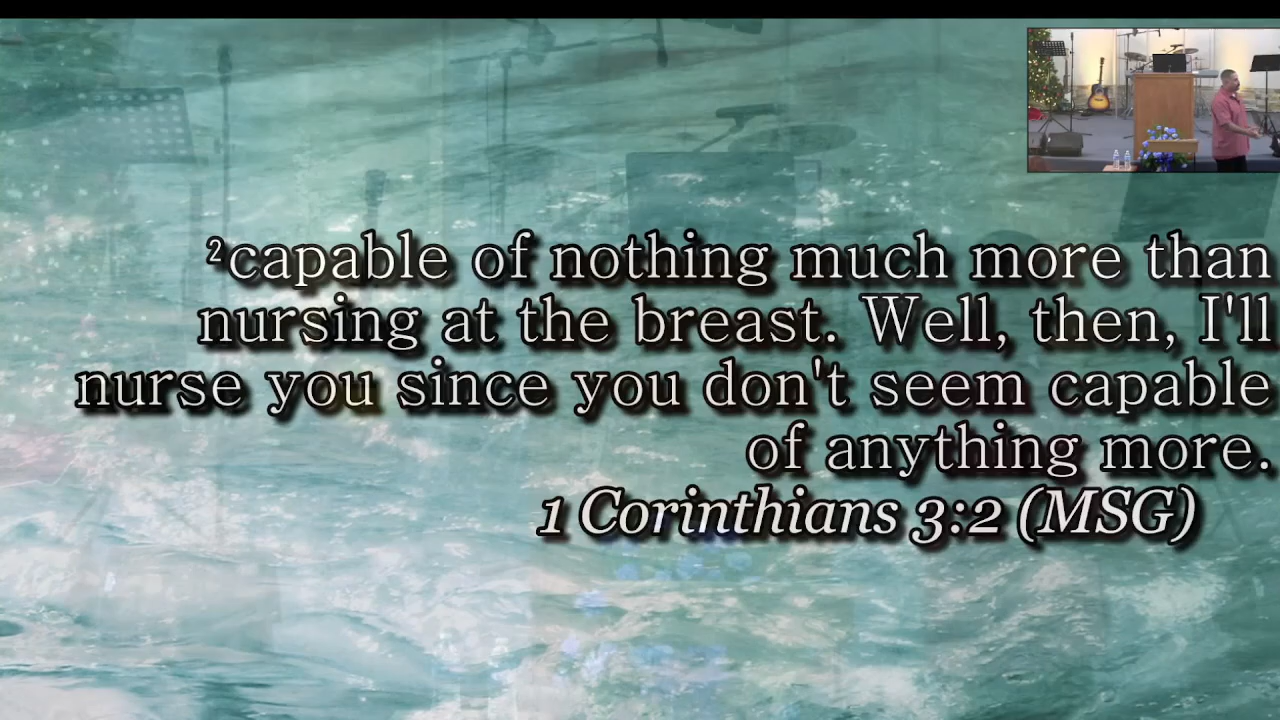 ²capable of nothing much more than
nursing at the breast. Well, then, I'll
nurse you since you don't seem capable
of anything more.
1 Corinthians 3:2 (MSG)